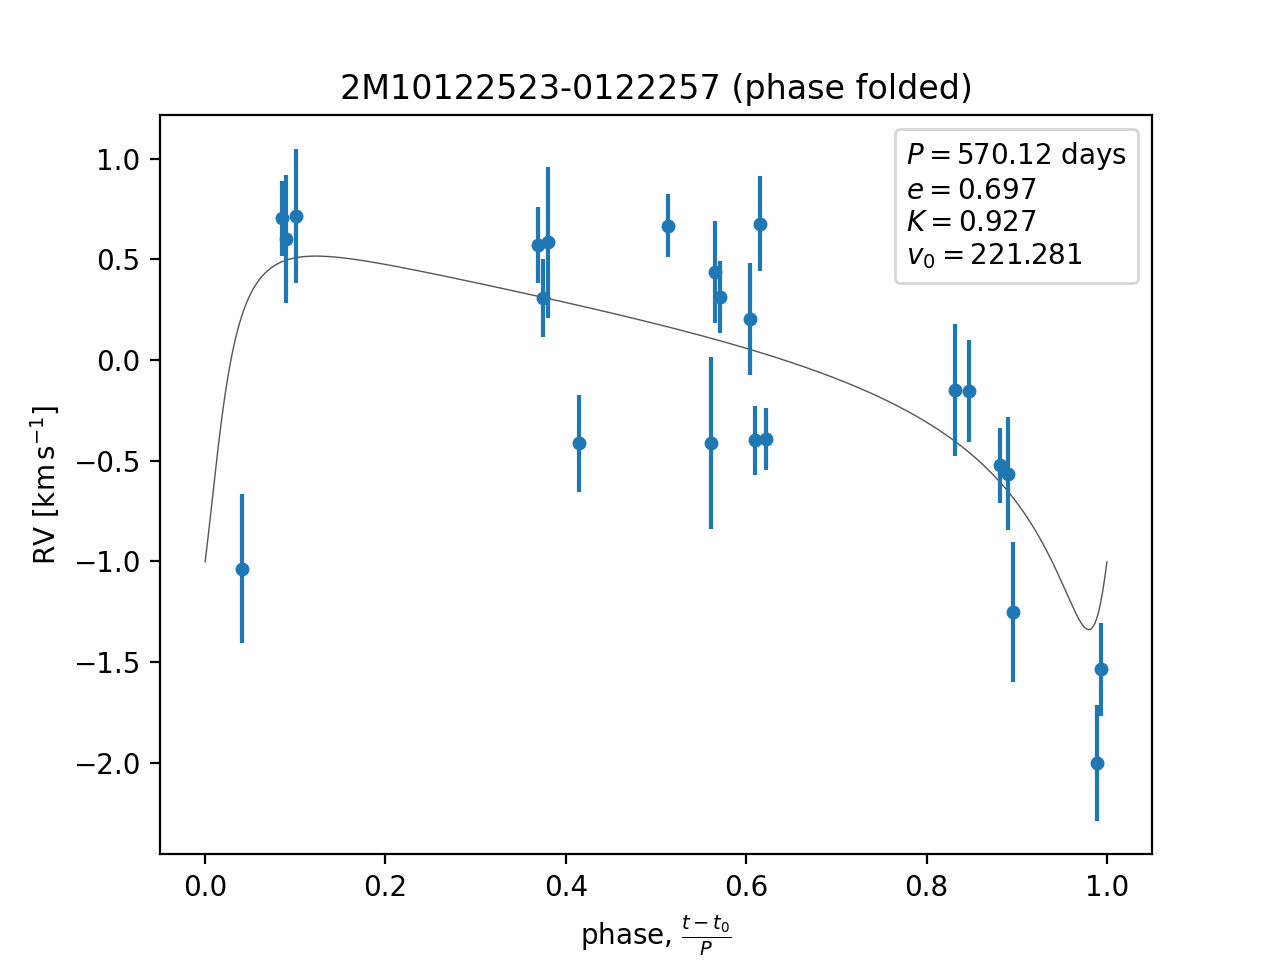 2M10122523-0122257 (phase folded)
P = 570.12 days
e = 0.697
K = 0.927
v₀ = 221.281
RV [km s⁻¹]
1.0
0.5
0.0
−0.5
−1.0
−1.5
−2.0
0.0 0.2 0.4 0.6 0.8 1.0
phase, (t − t₀)/P